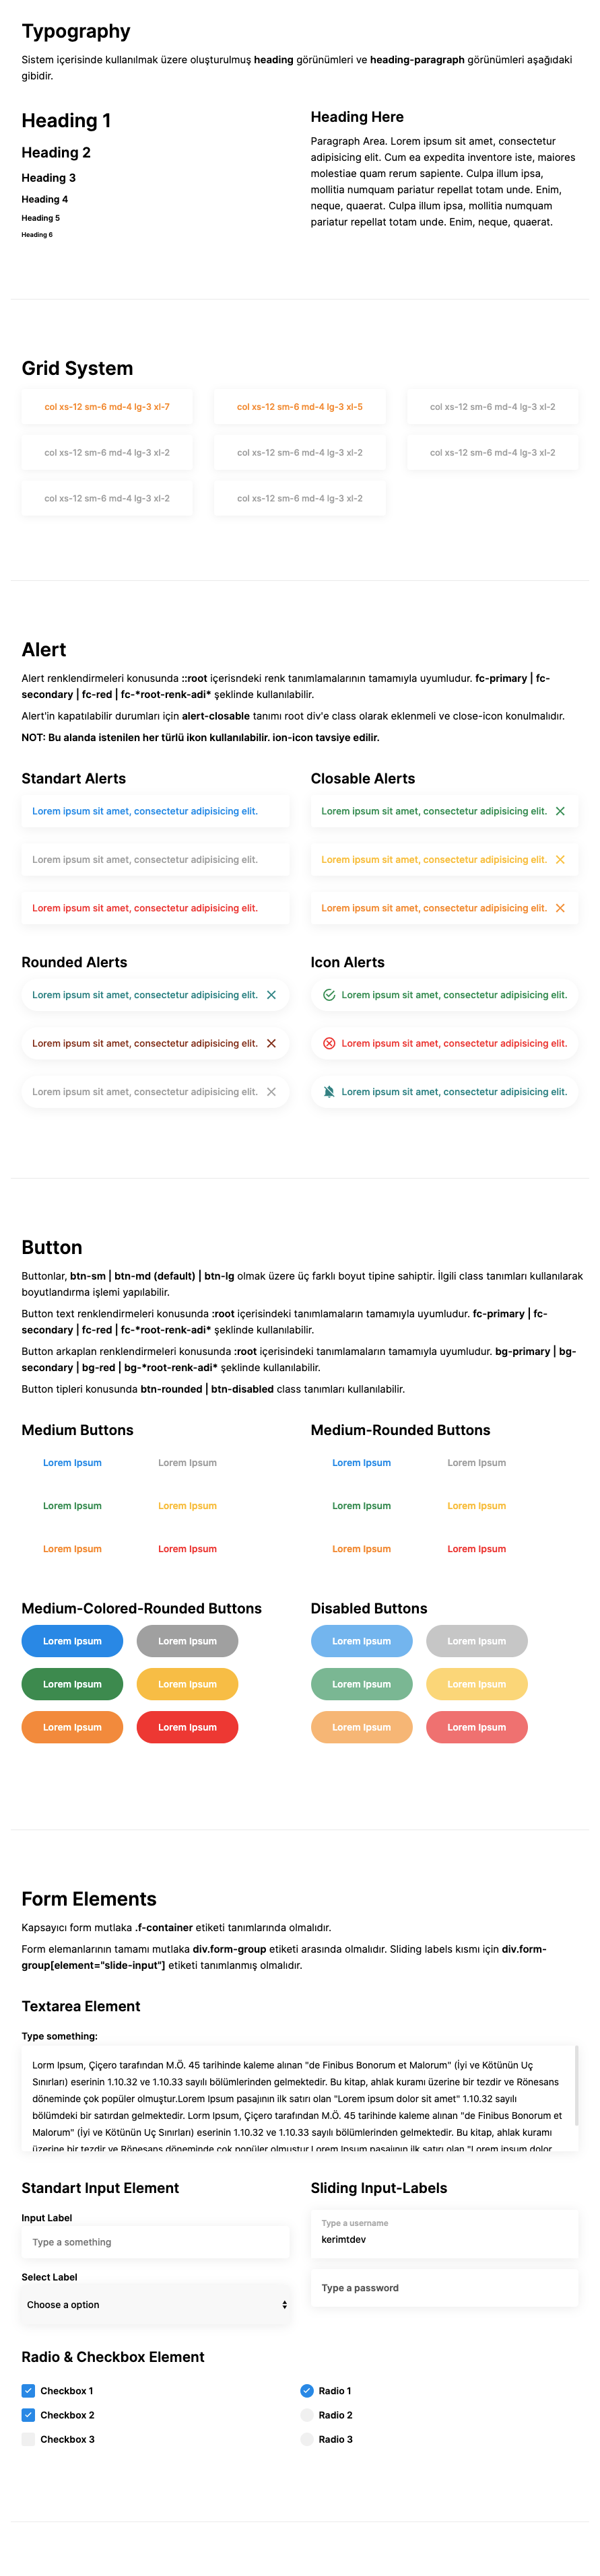 Typography
Sistem içerisinde kullanılmak üzere oluşturulmuş heading görünümleri ve heading-paragraph görünümleri aşağıdaki
gibidir.
Heading 1
Heading 2
Heading 3
Heading 4
Heading 5
Heading 6
Heading Here
Paragraph Area. Lorem ipsum sit amet, consectetur
adipisicing elit. Cum ea expedita inventore iste, maiores
molestiae quam rerum sapiente. Culpa illum ipsa,
mollitia numquam pariatur repellat totam unde. Enim,
neque, quaerat. Culpa illum ipsa, mollitia numquam
pariatur repellat totam unde. Enim, neque, quaerat.
Grid System
col xs-12 sm-6 md-4 lg-3 xl-7
col xs-12 sm-6 md-4 lg-3 xl-5
col xs-12 sm-6 md-4 lg-3 xl-2
col xs-12 sm-6 md-4 lg-3 xl-2
col xs-12 sm-6 md-4 lg-3 xl-2
col xs-12 sm-6 md-4 lg-3 xl-2
col xs-12 sm-6 md-4 lg-3 xl-2
col xs-12 sm-6 md-4 lg-3 xl-2
Alert
Alert renklendirmeleri konusunda ::root içerisndeki renk tanımlamalarının tamamıyla uyumludur. fc-primary | fc-
secondary | fc-red | fc-*root-renk-adi* şeklinde kullanılabilir.
Alert'in kapatılabilir durumları için alert-closable tanımı root div'e class olarak eklenmeli ve close-icon konulmalıdır.
NOT: Bu alanda istenilen her türlü ikon kullanılabilir. ion-icon tavsiye edilir.
Standart Alerts
Lorem ipsum sit amet, consectetur adipisicing elit.
Lorem ipsum sit amet, consectetur adipisicing elit.
Lorem ipsum sit amet, consectetur adipisicing elit.
Closable Alerts
Lorem ipsum sit amet, consectetur adipisicing elit.
Lorem ipsum sit amet, consectetur adipisicing elit.
Lorem ipsum sit amet, consectetur adipisicing elit.
Rounded Alerts
Lorem ipsum sit amet, consectetur adipisicing elit.
Lorem ipsum sit amet, consectetur adipisicing elit.
Lorem ipsum sit amet, consectetur adipisicing elit.
Icon Alerts
Lorem ipsum sit amet, consectetur adipisicing elit.
Lorem ipsum sit amet, consectetur adipisicing elit.
Lorem ipsum sit amet, consectetur adipisicing elit.
Button
Buttonlar, btn-sm | btn-md (default) | btn-lg olmak üzere üç farklı boyut tipine sahiptir. İlgili class tanımları kullanılarak
boyutlandırma işlemi yapılabilir.
Button text renklendirmeleri konusunda :root içerisindeki tanımlamaların tamamıyla uyumludur. fc-primary | fc-
secondary | fc-red | fc-*root-renk-adi* şeklinde kullanılabilir.
Button arkaplan renklendirmeleri konusunda :root içerisindeki tanımlamaların tamamıyla uyumludur. bg-primary | bg-
secondary | bg-red | bg-*root-renk-adi* şeklinde kullanılabilir.
Button tipleri konusunda btn-rounded | btn-disabled class tanımları kullanılabilir.
Medium Buttons
Lorem Ipsum
Lorem Ipsum
Lorem Ipsum
Lorem Ipsum
Lorem Ipsum
Lorem Ipsum
Medium-Rounded Buttons
Lorem Ipsum
Lorem Ipsum
Lorem Ipsum
Lorem Ipsum
Lorem Ipsum
Lorem Ipsum
Medium-Colored-Rounded Buttons
Lorem Ipsum
Lorem Ipsum
Lorem Ipsum
Lorem Ipsum
Lorem Ipsum
Lorem Ipsum
Disabled Buttons
Lorem Ipsum
Lorem Ipsum
Lorem Ipsum
Lorem Ipsum
Lorem Ipsum
Lorem Ipsum
Form Elements
Kapsayıcı form mutlaka .f-container etiketi tanımlarında olmalıdır.
Form elemanlarının tamamı mutlaka div.form-group etiketi arasında olmalıdır. Sliding labels kısmı için div.form-
group[element="slide-input"] etiketi tanımlanmış olmalıdır.
Textarea Element
Type something:
Lorm Ipsum, Çiçero tarafından M.Ö. 45 tarihinde kaleme alınan "de Finibus Bonorum et Malorum" (İyi ve Kötünün Uç
Sınırları) eserinin 1.10.32 ve 1.10.33 sayılı bölümlerinden gelmektedir. Bu kitap, ahlak kuramı üzerine bir tezdir ve Rönesans
döneminde çok popüler olmuştur.Lorem Ipsum pasajının ilk satırı olan "Lorem ipsum dolor sit amet" 1.10.32 sayılı
bölümdeki bir satırdan gelmektedir. Lorm Ipsum, Çiçero tarafından M.Ö. 45 tarihinde kaleme alınan "de Finibus Bonorum et
Malorum" (İyi ve Kötünün Uç Sınırları) eserinin 1.10.32 ve 1.10.33 sayılı bölümlerinden gelmektedir. Bu kitap, ahlak kuramı
üzerine bir tezdir ve Rönesans döneminde çok popüler olmuştur.Lorem Ipsum pasajının ilk satırı olan "Lorem ipsum dolor
Standart Input Element
Input Label
Type a something
Select Label
Choose a option
Sliding Input-Labels
Type a username
kerimtdev
Type a password
Radio & Checkbox Element
Checkbox 1
Checkbox 2
Checkbox 3
Radio 1
Radio 2
Radio 3